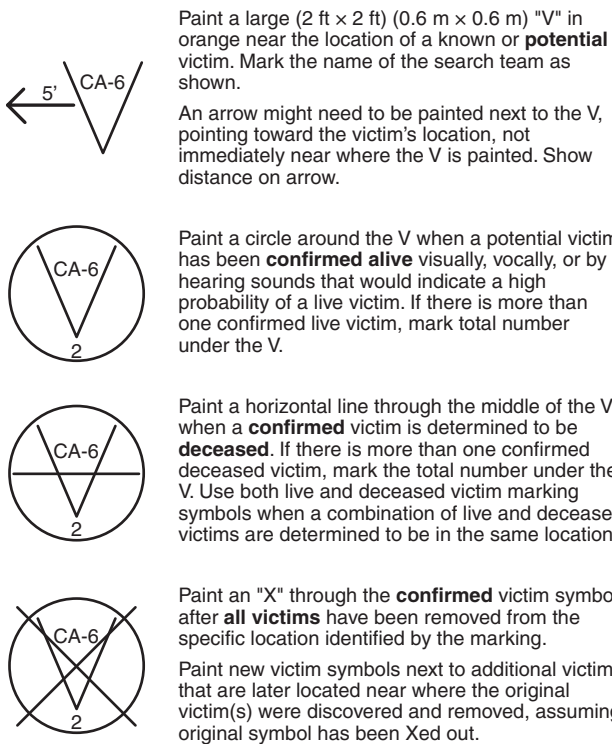 5'
CA-6
Paint a large (2 ft × 2 ft) (0.6 m × 0.6 m) "V" in
orange near the location of a known or potential
victim. Mark the name of the search team as
shown.
An arrow might need to be painted next to the V,
pointing toward the victim's location, not
immediately near where the V is painted. Show
distance on arrow.
CA-6
2
Paint a circle around the V when a potential victim
has been confirmed alive visually, vocally, or by
hearing sounds that would indicate a high
probability of a live victim. If there is more than
one confirmed live victim, mark total number
under the V.
CA-6
2
Paint a horizontal line through the middle of the V
when a confirmed victim is determined to be
deceased. If there is more than one confirmed
deceased victim, mark the total number under the
V. Use both live and deceased victim marking
symbols when a combination of live and decease
victims are determined to be in the same location
CA-6
2
Paint an "X" through the confirmed victim symbo
after all victims have been removed from the
specific location identified by the marking.
Paint new victim symbols next to additional victim
that are later located near where the original
victim(s) were discovered and removed, assuming
original symbol has been Xed out.